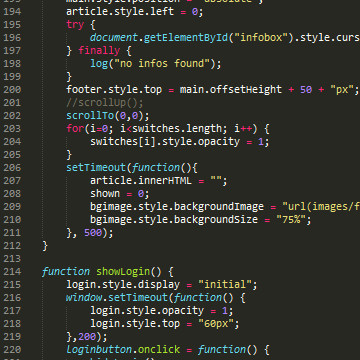 194 article.style.left = 0;
195 try {
196 document.getElementById("infobox").style.curs
197 } finally {
198 log("no infos found");
199 }
200 footer.style.top = main.offsetHeight + 50 + "px";
201 //scrollUp();
202 scrollTo(0,0);
203 for(i=0; i<switches.length; i++) {
204 switches[i].style.opacity = 1;
205 }
206 setTimeout(function(){
207 article.innerHTML = "";
208 shown = 0;
209 bgimage.style.backgroundImage = "url(images/f
210 bgimage.style.backgroundSize = "75%";
211 }, 500);
212 }
213
214 function showLogin() {
215 login.style.display = "initial";
216 window.setTimeout(function() {
217 login.style.opacity = 1;
218 login.style.top = "60px";
219 },200);
220 loginbutton.onclick = function() {